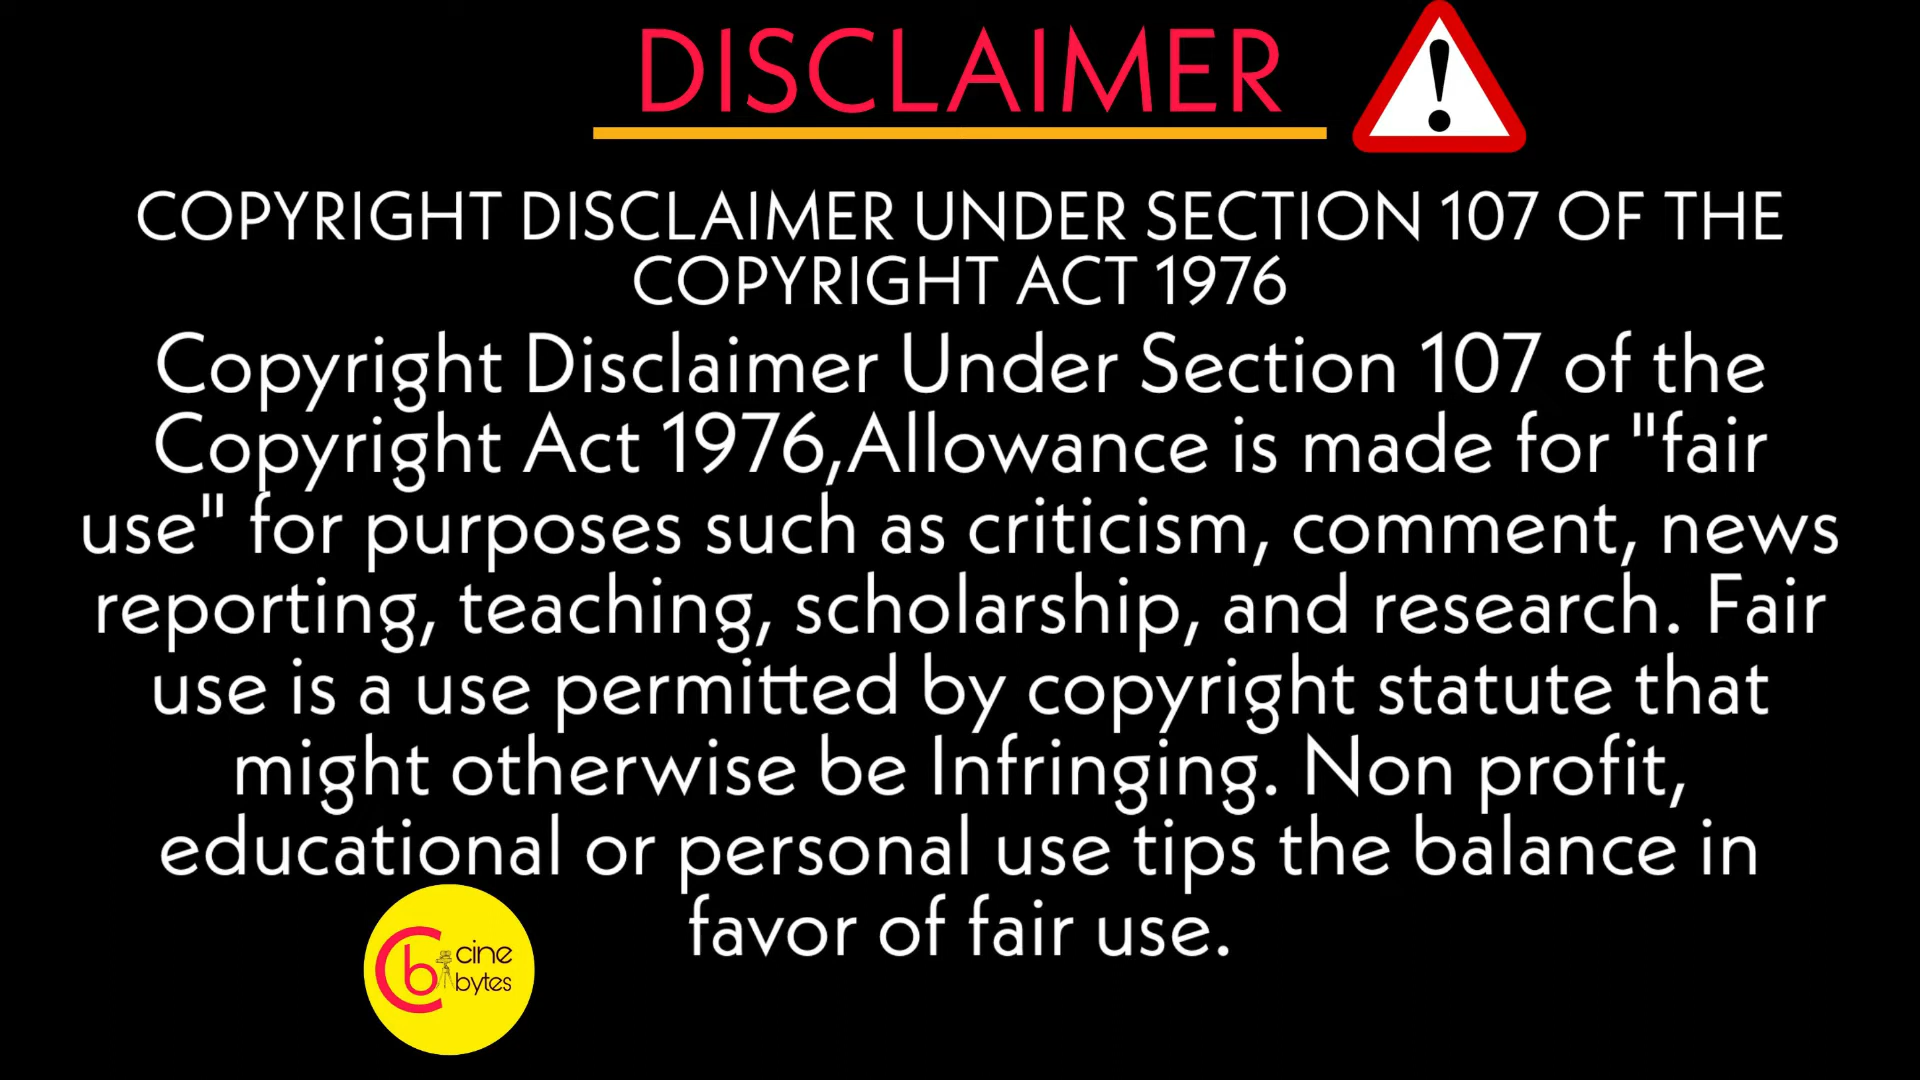 DISCLAIMER
COPYRIGHT DISCLAIMER UNDER SECTION 107 OF THE
COPYRIGHT ACT 1976
Copyright Disclaimer Under Section 107 of the
Copyright Act 1976,Allowance is made for "fair
use" for purposes such as criticism, comment, news
reporting, teaching, scholarship, and research. Fair
use is a use permitted by copyright statute that
might otherwise be Infringing. Non profit,
educational or personal use tips the balance in
favor of fair use.
Cb cine
bytes